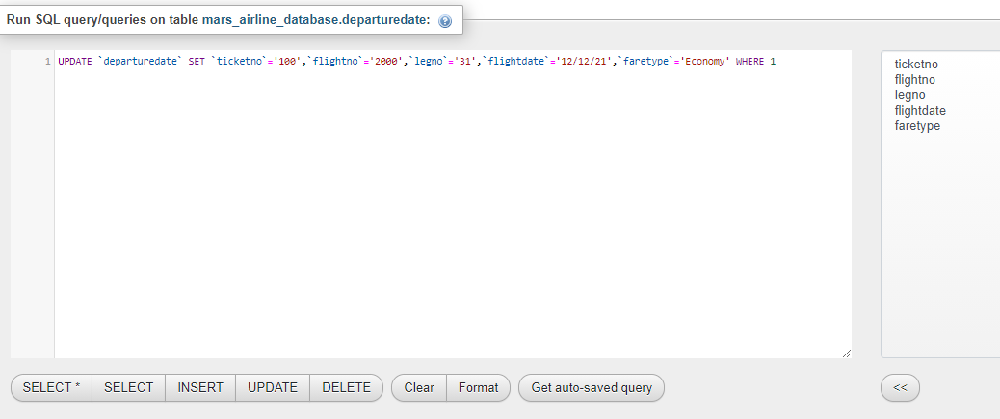 Run SQL query/queries on table mars_airline_database.departuredate:
1 UPDATE `departuredate` SET `ticketno`='100',`flightno`='2000',`legno`='31',`flightdate`='12/12/21',`faretype`='Economy' WHERE 1
ticketno
flightno
legno
flightdate
faretype
SELECT * SELECT INSERT UPDATE DELETE Clear Format Get auto-saved query <<